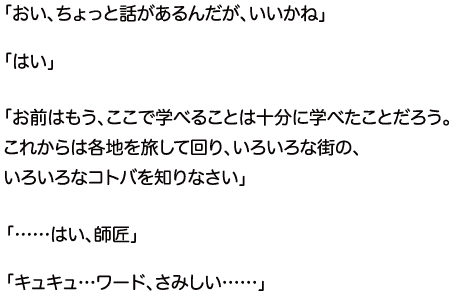 「おい、ちょっと話があるんだが、いいかね」
「はい」
「お前はもう、ここで学べることは十分に学べたことだろう。
これからは各地を旅して回り、いろいろな街の、
いろいろなコトバを知りなさい」
「……はい、師匠」
「キュキュ…ワード、さみしい……」